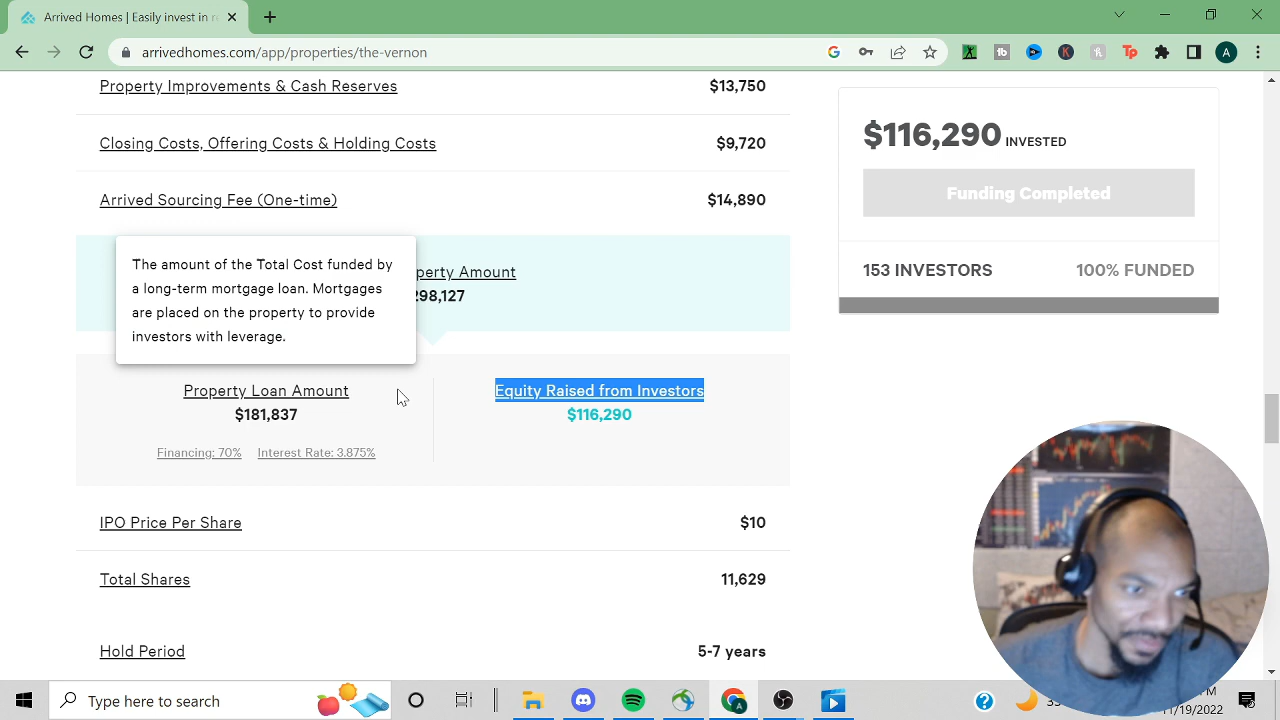 Arrived Homes | Easily
arrivedhomes.com/app/properties/the-vernon
Property Improvements & Cash Reserves $13,750
Closing Costs, Offering Costs & Holding Costs $9,720
Arrived Sourcing Fee (One-time) $14,890
The amount of the Total Cost funded by
a long-term mortgage loan. Mortgages
are placed on the property to provide
investors with leverage.
perty Amount
298,127
Property Loan Amount
$181,837
Financing: 70% Interest Rate: 3.875%
Equity Raised from Investors
$116,290
IPO Price Per Share $10
Total Shares 11,629
Hold Period 5-7 years
$116,290 INVESTED
Funding Completed
153 INVESTORS 100% FUNDED
Type here to search